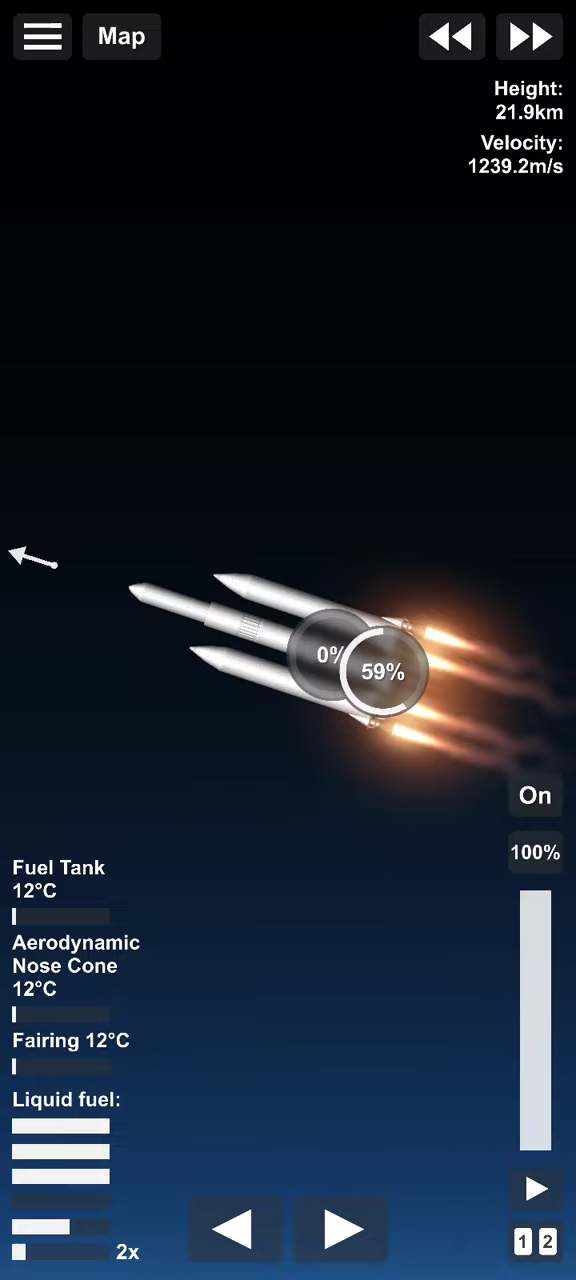 Map
Height:
21.9km
Velocity:
1239.2m/s
0%
59%
On
100%
Fuel Tank
12°C
Aerodynamic
Nose Cone
12°C
Fairing 12°C
Liquid fuel:
2x
1 2